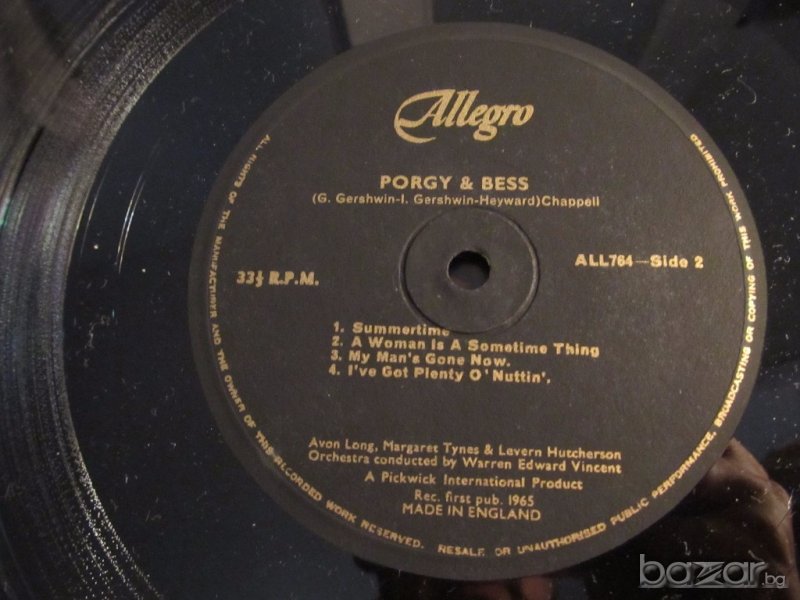 Allegro
PORGY & BESS
(G. Gershwin-I. Gershwin-Heyward)Chappell
33⅓ R.P.M.
ALL764—Side 2
1. Summertime
2. A Woman Is A Sometime Thing
3. My Man's Gone Now.
4. I've Got Plenty O' Nuttin'.
Avon Long, Margaret Tynes & Levern Hutcherson
Orchestra conducted by Warren Edward Vincent
A Pickwick International Product
Rec. first pub. 1965
MADE IN ENGLAND
ALL RIGHTS OF THE MANUFACTURER AND THE OWNER OF THIS RECORDED WORK RESERVED. RESALE OR UNAUTHORISED PUBLIC PERFORMANCE, BROADCASTING OR COPYING OF THIS WORK PROHIBITED
bazar.bg